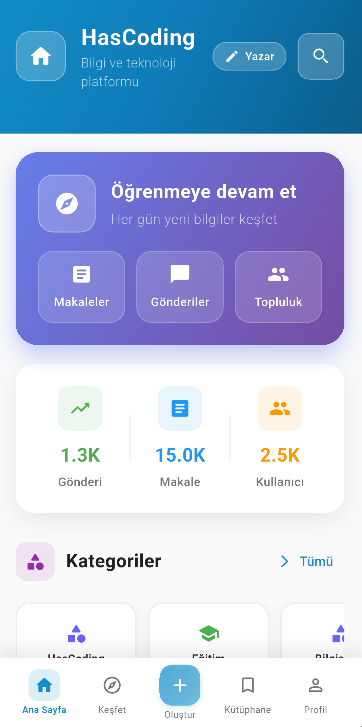 HasCoding
Bilgi ve teknoloji
platformu
Yazar
Öğrenmeye devam et
Her gün yeni bilgiler keşfet
Makaleler
Gönderiler
Topluluk
1.3K
15.0K
2.5K
Gönderi
Makale
Kullanıcı
Kategoriler
Tümü
HasCoding
Eğitim
Ana Sayfa
Keşfet
Oluştur
Kütüphane
Profil